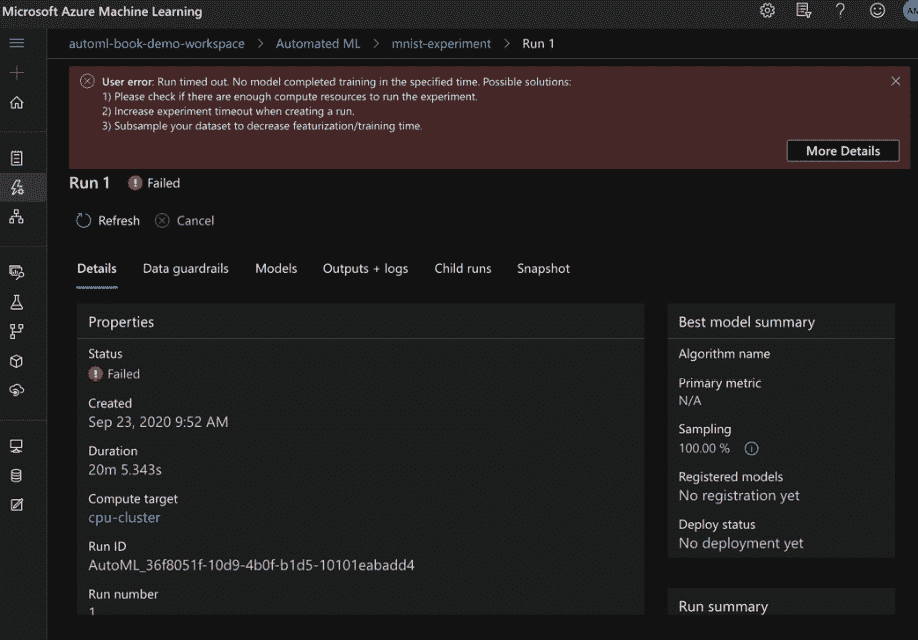 Microsoft Azure Machine Learning
AN
automl-book-demo-workspace > Automated ML > mnist-experiment > Run 1
User error: Run timed out. No model completed training in the specified time. Possible solutions:
1) Please check if there are enough compute resources to run the experiment.
2) Increase experiment timeout when creating a run.
3) Subsample your dataset to decrease featurization/training time.
More Details
Run 1 Failed
Refresh Cancel
Details Data guardrails Models Outputs + logs Child runs Snapshot
Properties
Status
Failed
Created
Sep 23, 2020 9:52 AM
Duration
20m 5.343s
Compute target
cpu-cluster
Run ID
AutoML_36f8051f-10d9-4b0f-b1d5-10101eabadd4
Run number
1
Best model summary
Algorithm name
Primary metric
N/A
Sampling
100.00 %
Registered models
No registration yet
Deploy status
No deployment yet
Run summary